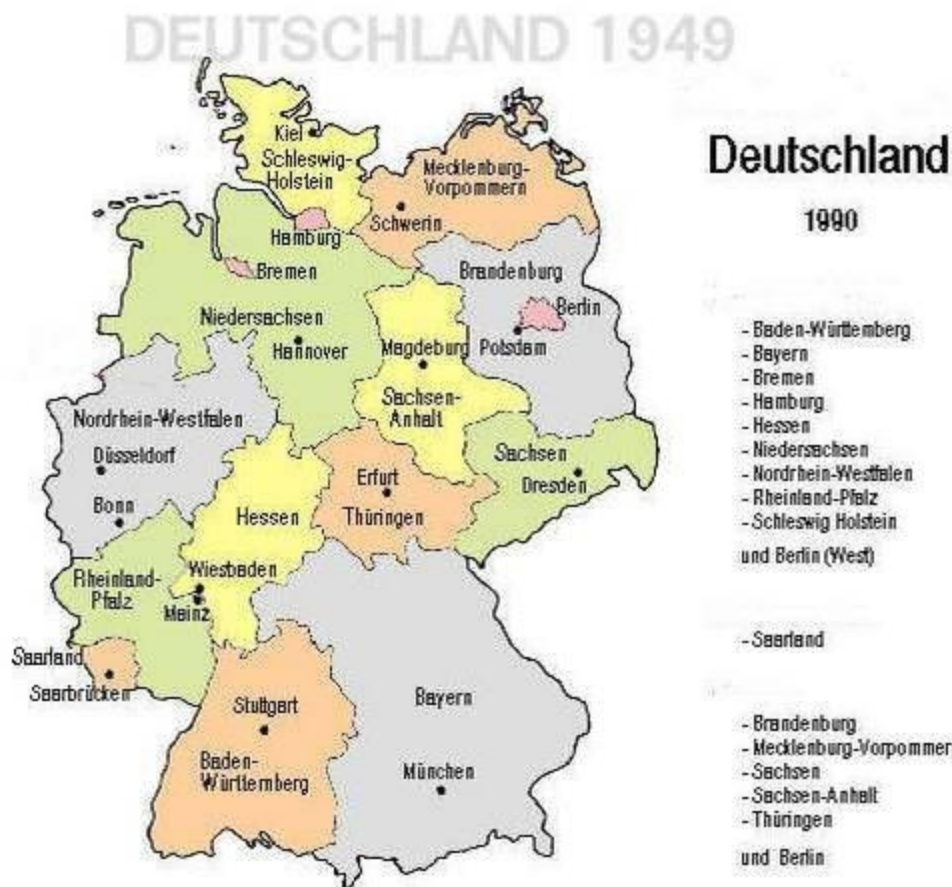 DEUTSCHLAND 1949
Kiel
Schleswig-
Holstein
Mecklenburg-
Vorpommern
Schwerin
Hamburg
Bremen
Brandenburg
Berlin
Niedersachsen
Hannover
Magdeburg
Potsdam
Sachsen-
Anhalt
Nordrhein-Westfalen
Düsseldorf
Bonn
Sachsen
Dresden
Erfurt
Thüringen
Hessen
Wiesbaden
Rheinland-
Pfalz
Mainz
Saarland
Saarbrücken
Stuttgart
Baden-
Württemberg
Bayern
München
Deutschland
1990
- Baden-Württemberg
- Bayern
- Bremen
- Hamburg
- Hessen
- Niedersachsen
- Nordrhein-Westfalen
- Rheinland-Pfalz
- Schleswig Holstein
und Berlin (West)
- Saarland
- Brandenburg
- Mecklenburg-Vorpommer
- Sachsen
- Sachsen-Anhalt
- Thüringen
und Berlin